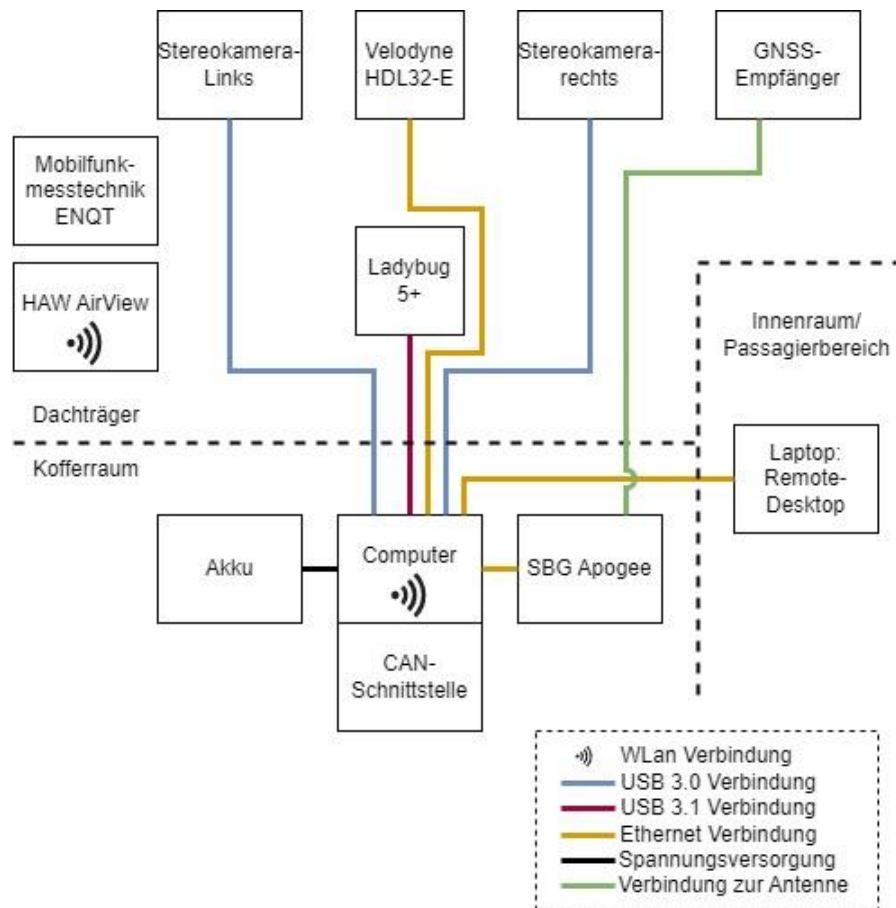 Stereokamera-
Links
Velodyne
HDL32-E
Stereokamera-
rechts
GNSS-
Empfänger
Mobilfunk-
messtechnik
ENQT
Ladybug
5+
HAW AirView
Innenraum/
Passagierbereich
Dachträger
Kofferraum
Laptop:
Remote-
Desktop
Akku
Computer
SBG Apogee
CAN-
Schnittstelle
WLan Verbindung
USB 3.0 Verbindung
USB 3.1 Verbindung
Ethernet Verbindung
Spannungsversorgung
Verbindung zur Antenne